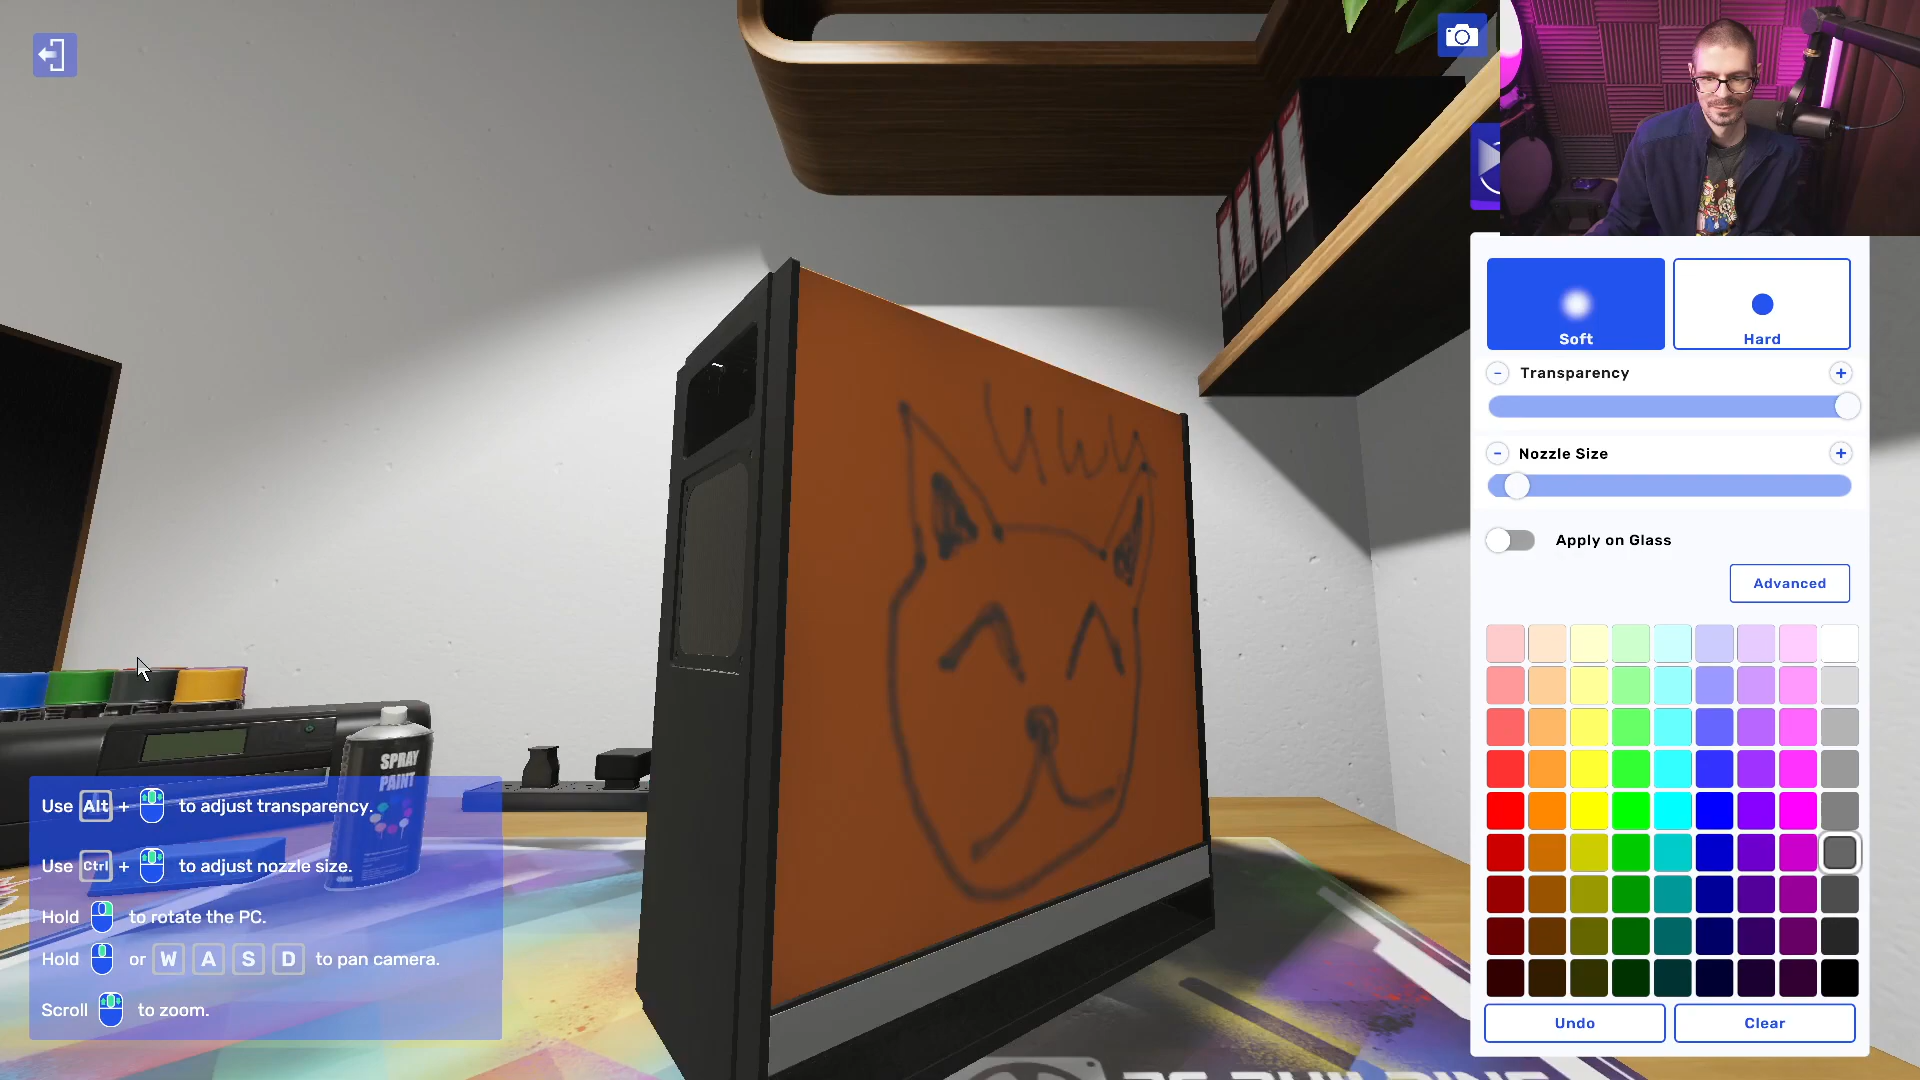 Soft
Hard
Transparency
Nozzle Size
Apply on Glass
Advanced
Undo
Clear
uwu
SPRAY
PAINT
Use Alt + to adjust transparency.
Use Ctrl + to adjust nozzle size.
Hold to rotate the PC.
Hold or W A S D to pan camera.
Scroll to zoom.
PC BUILDING